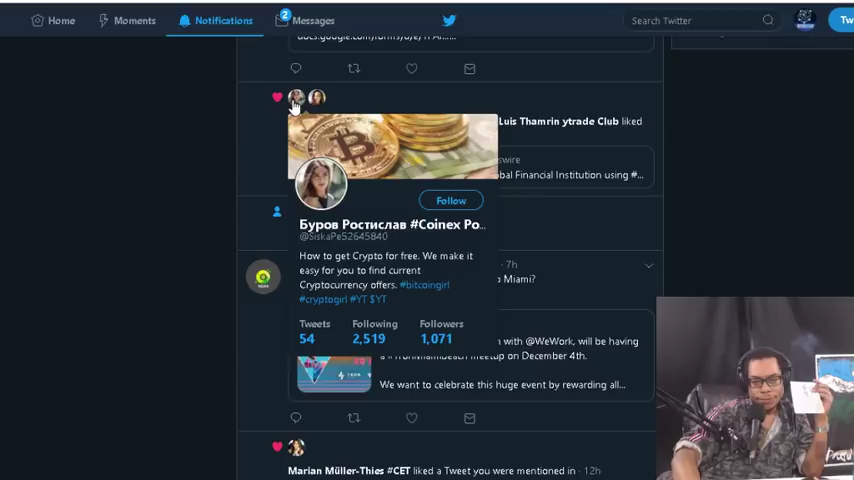 Home
Moments
Notifications
2
Messages
Search Twitter
Luis Thamrin ytrade Club liked
swire
bal Financial Institution using #...
Follow
Буров Ростислав #Coinex Po...
@SiskaPe52645840
How to get Crypto for free. We make it
easy for you to find current
Cryptocurrency offers. #bitcoingirl
#cryptogirl #YT $YT
Tweets
Following
Followers
54
2,519
1,071
· 7h
o Miami?
n with @WeWork, will be having
a #TRONMiamiBeach meetup on December 4th.
We want to celebrate this huge event by rewarding all...
Marian Müller-Thies #CET liked a Tweet you were mentioned in · 12h